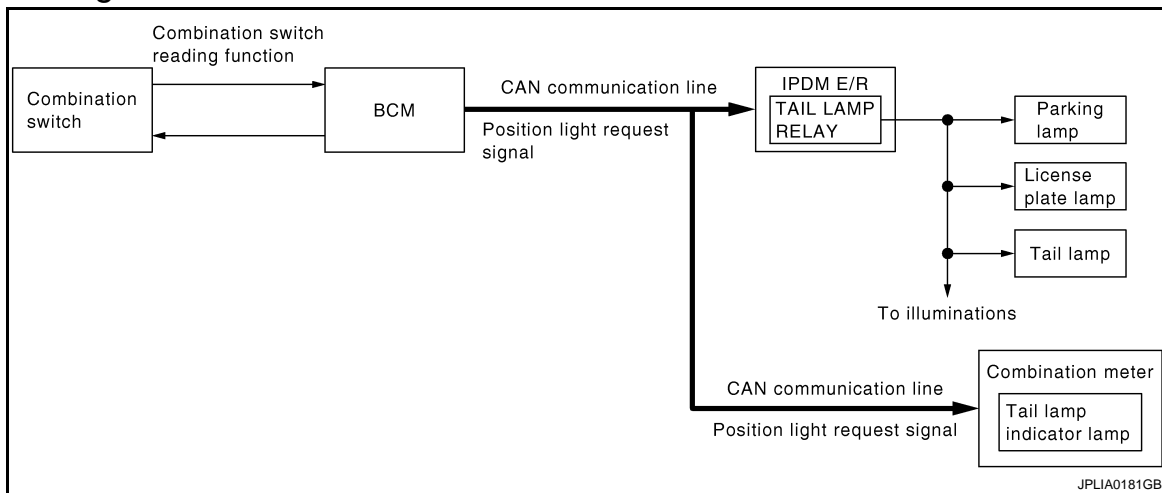 Combination switch
reading function
Combination
switch
BCM
CAN communication line
Position light request
signal
IPDM E/R
TAIL LAMP
RELAY
Parking
lamp
License
plate lamp
Tail lamp
To illuminations
CAN communication line
Position light request signal
Combination meter
Tail lamp
indicator lamp
JPLIA0181GB